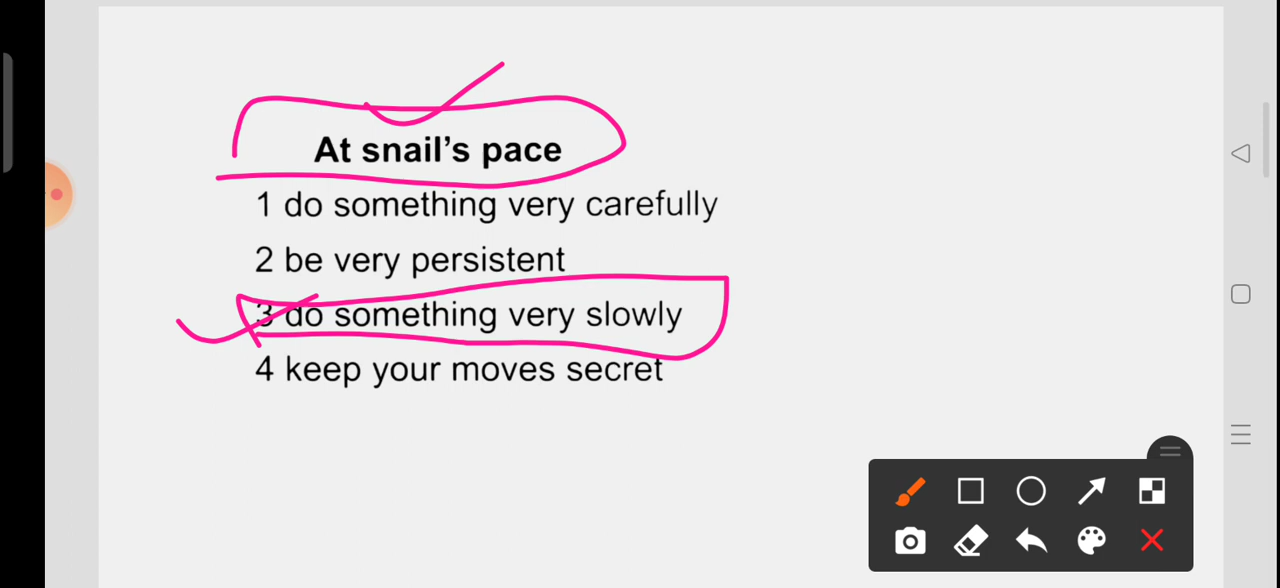 At snail's pace
1 do something very carefully
2 be very persistent
3 do something very slowly
4 keep your moves secret